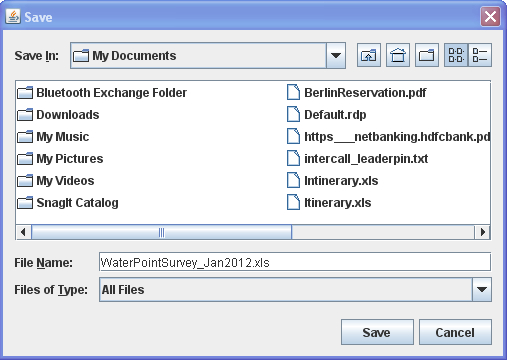 Save
Save In: My Documents
Bluetooth Exchange Folder
Downloads
My Music
My Pictures
My Videos
SnagIt Catalog
BerlinReservation.pdf
Default.rdp
https___netbanking.hdfcbank.pd
intercall_leaderpin.txt
Intinerary.xls
Itinerary.xls
File Name: WaterPointSurvey_Jan2012.xls
Files of Type: All Files
Save Cancel